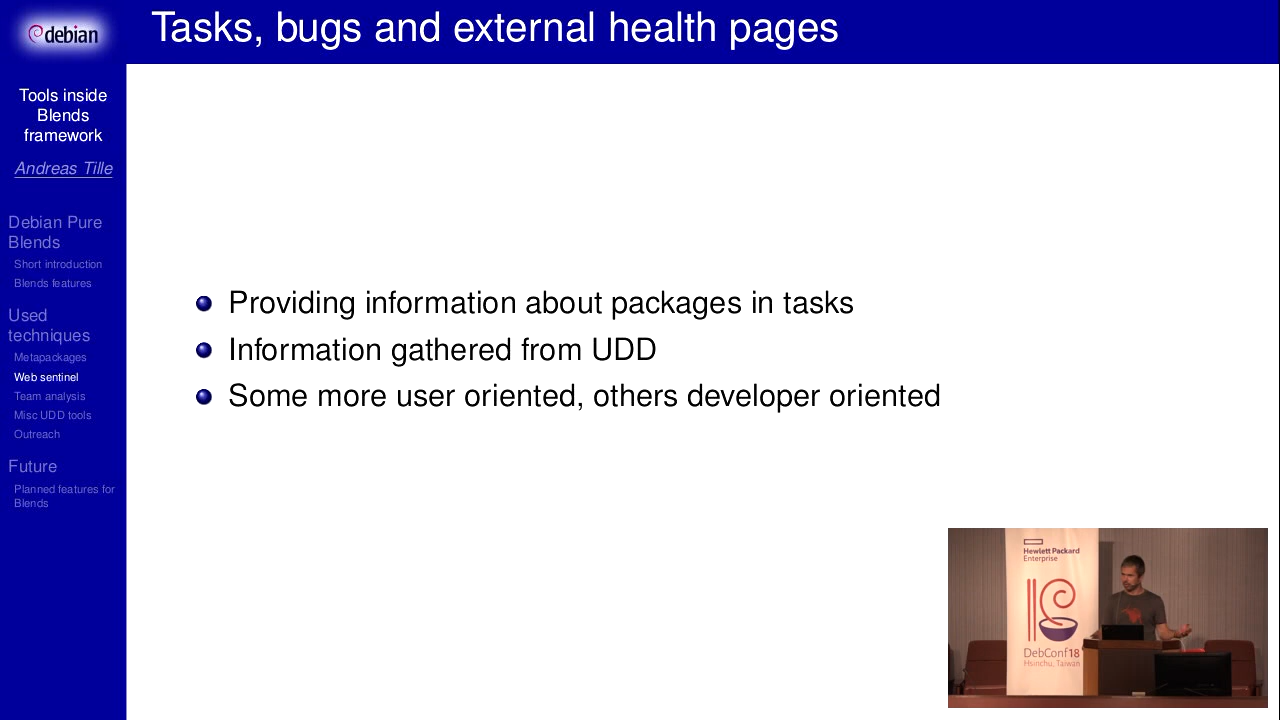 debian
Tasks, bugs and external health pages
Tools inside
Blends
framework
Andreas Tille
Debian Pure
Blends
Short introduction
Blends features
Used
techniques
Metapackages
Web sentinel
Team analysis
Misc UDD tools
Outreach
Future
Planned features for
Blends
Providing information about packages in tasks
Information gathered from UDD
Some more user oriented, others developer oriented
Hewlett Packard
Enterprise
DebConf18
Hsinchu, Taiwan